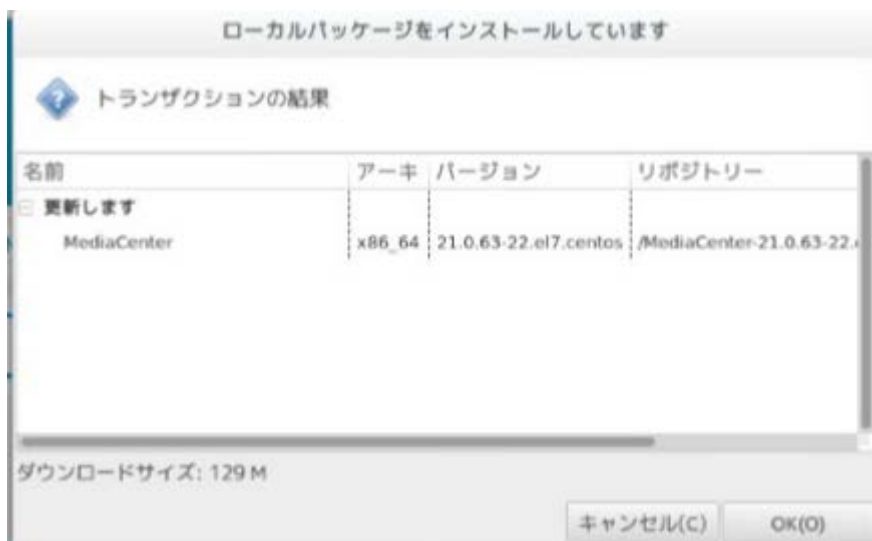 ローカルパッケージをインストールしています
トランザクションの結果
名前 アーキ バージョン リポジトリー
更新します
MediaCenter x86_64 21.0.63-22.el7.centos /MediaCenter-21.0.63-22.
ダウンロードサイズ: 129 M
キャンセル(C) OK(O)